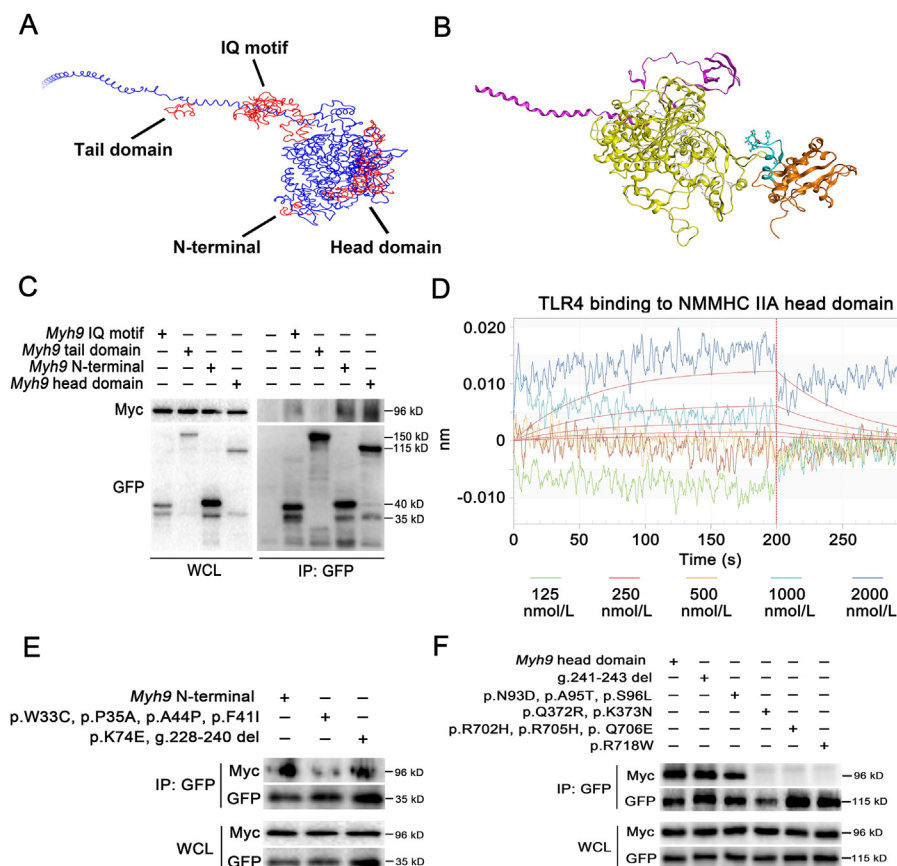 A
IQ motif
Tail domain
N-terminal
Head domain
B
C
Myh9 IQ motif + − − − − + − − −
Myh9 tail domain − + − − − − + − −
Myh9 N-terminal − − + − − − − + −
Myh9 head domain − − − + − − − − +
Myc
96 kD
GFP
150 kD
115 kD
40 kD
35 kD
WCL
IP: GFP
D
TLR4 binding to NMMHC IIA head domain
0.020
0.010
0
-0.010
nm
0 50 100 150 200 250
Time (s)
125 250 500 1000 2000
nmol/L nmol/L nmol/L nmol/L nmol/L
E
Myh9 N-terminal + − −
p.W33C, p.P35A, p.A44P, p.F41I − + −
p.K74E, g.228-240 del − − +
IP: GFP
Myc 96 kD
GFP 35 kD
WCL
Myc 96 kD
GFP 35 kD
F
Myh9 head domain + − − − − −
g.241-243 del − + − − − −
p.N93D, p.A95T, p.S96L − − + − − −
p.Q372R, p.K373N − − − + − −
p.R702H, p.R705H, p. Q706E − − − − + −
p.R718W − − − − − +
IP: GFP
Myc 96 kD
GFP 115 kD
WCL
Myc 96 kD
GFP 115 kD